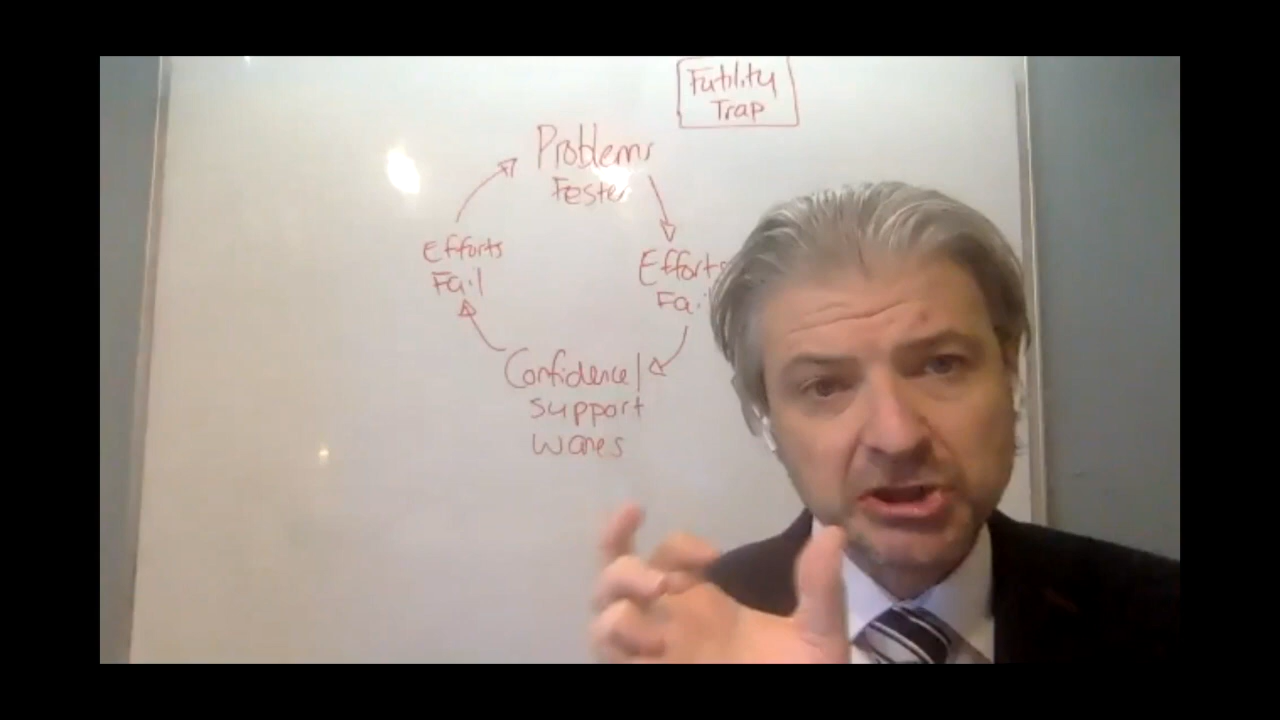 Futility
Trap
Problems
Fester
Efforts
Fail
Confidence/
Support
Wanes
Efforts
Fail